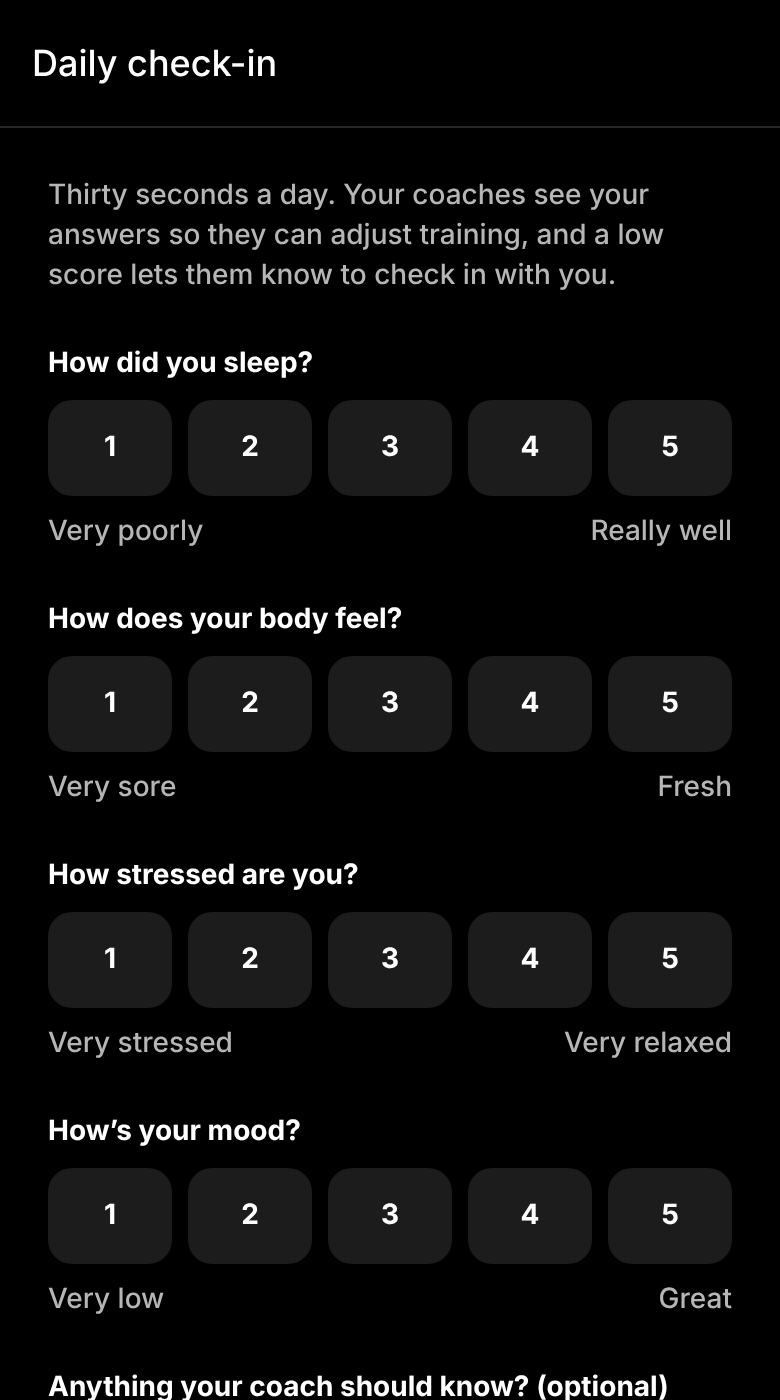 Daily check-in
Thirty seconds a day. Your coaches see your
answers so they can adjust training, and a low
score lets them know to check in with you.
How did you sleep?
1 2 3 4 5
Very poorly Really well
How does your body feel?
1 2 3 4 5
Very sore Fresh
How stressed are you?
1 2 3 4 5
Very stressed Very relaxed
How’s your mood?
1 2 3 4 5
Very low Great
Anything your coach should know? (optional)